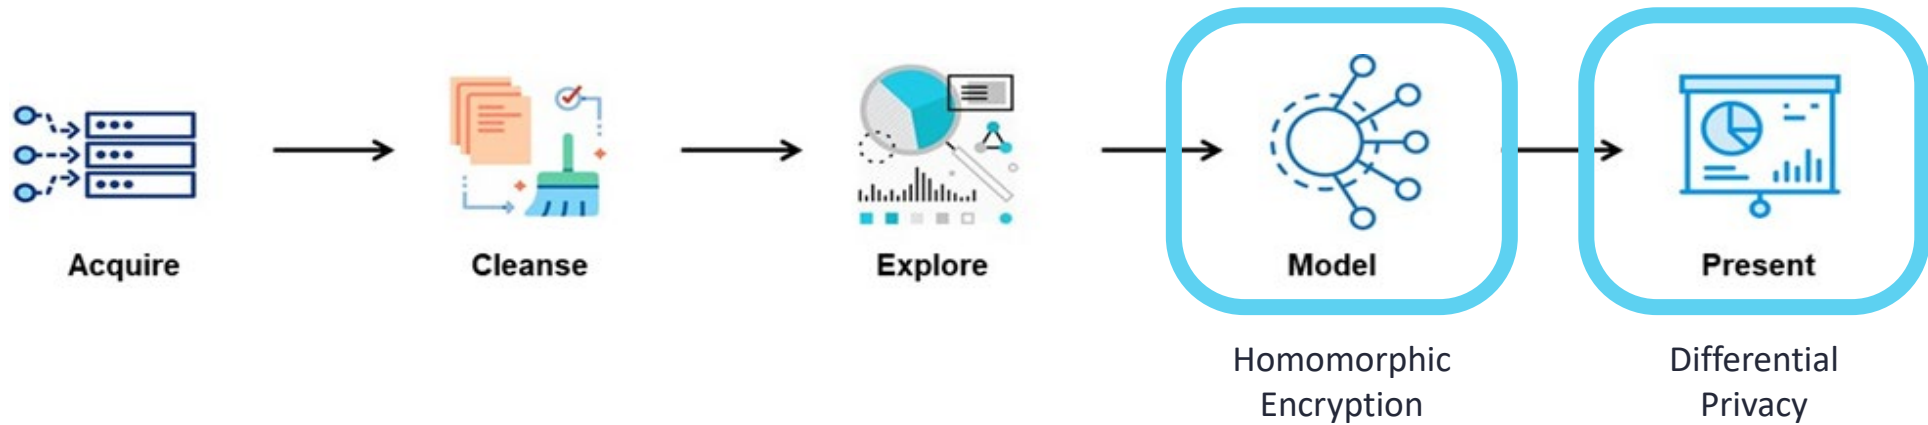 Acquire
Cleanse
Explore
Model
Present
Homomorphic
Encryption
Differential
Privacy